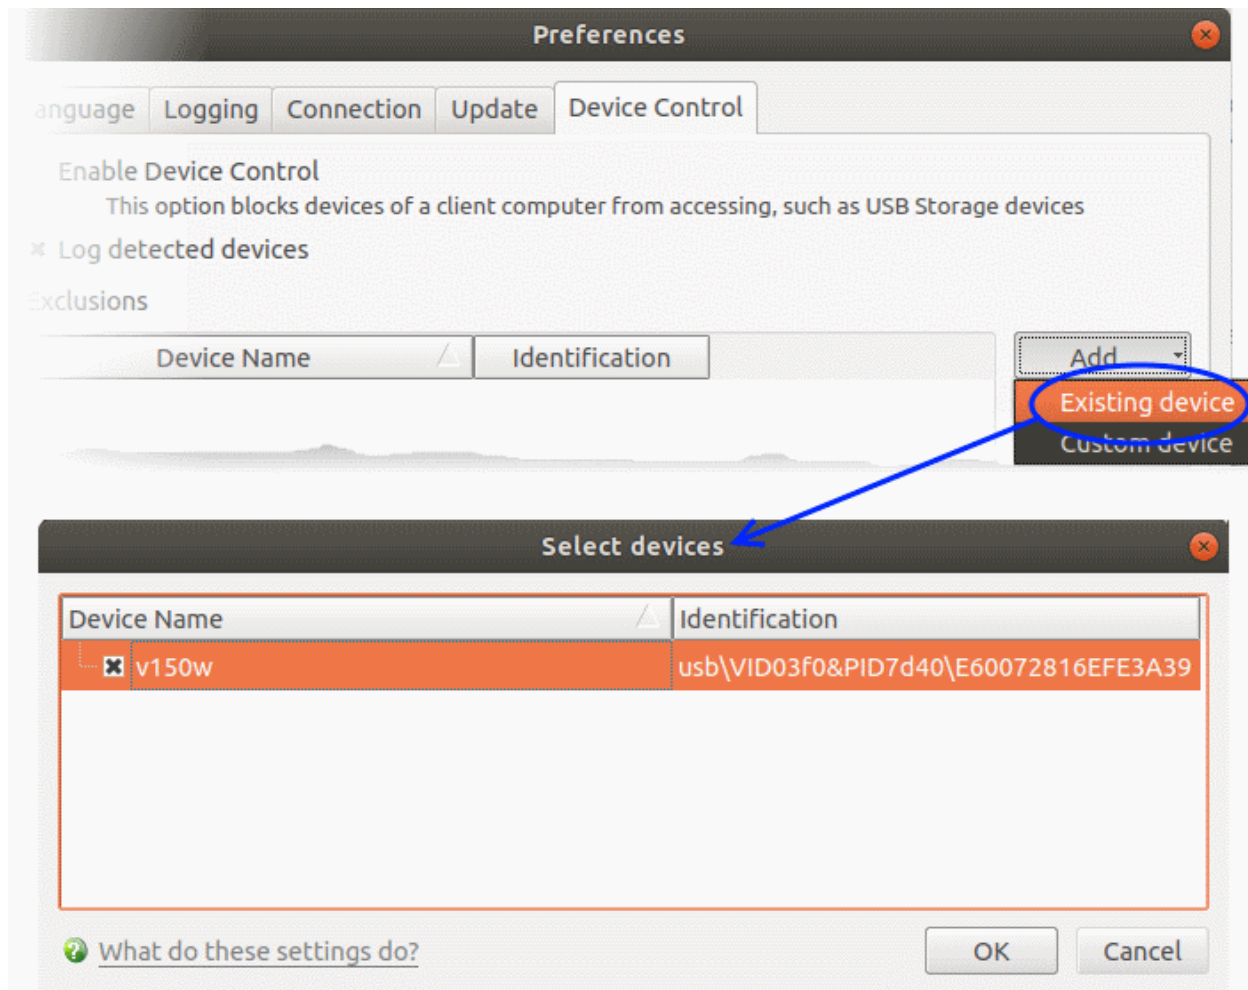 Preferences
anguage Logging Connection Update Device Control
Enable Device Control
This option blocks devices of a client computer from accessing, such as USB Storage devices
Log detected devices
Exclusions
Device Name Identification Add
Existing device
Custom device
Select devices
Device Name Identification
v150w usb\VID03f0&PID7d40\E60072816EFE3A39
What do these settings do? OK Cancel